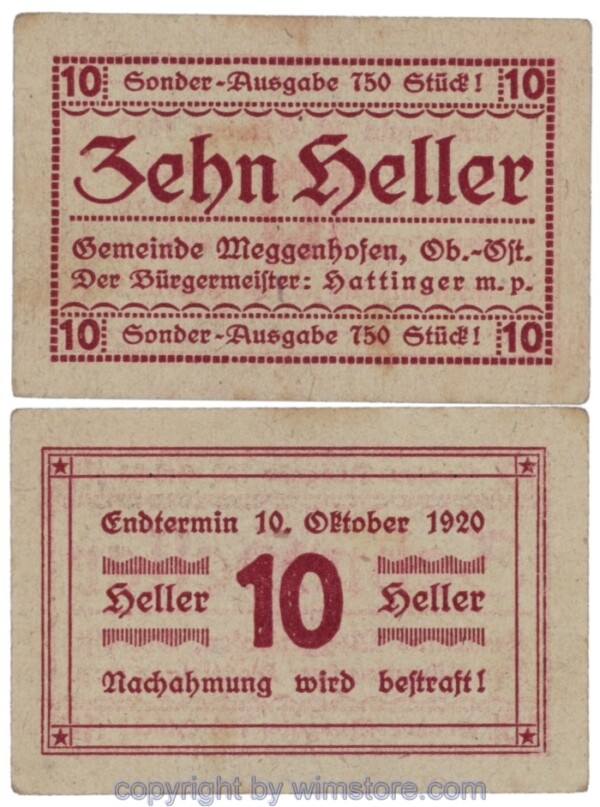 10 Sonder-Ausgabe 750 Stück! 10
Zehn Heller
Gemeinde Meggenhofen, Ob.-Öst.
Der Bürgermeister: Hattinger m. p.
10 Sonder-Ausgabe 750 Stück! 10
Endtermin 10. Oktober 1920
Heller 10 Heller
Nachahmung wird bestraft!
copyright by wimstore.com